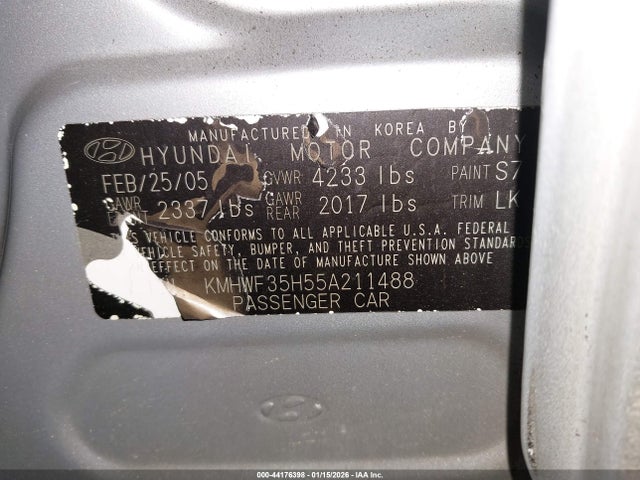 MANUFACTURED IN KOREA BY
HYUNDAI MOTOR COMPANY
FEB/25/05 GVWR 4233 lbs PAINT S7
GAWR 2337 lbs GAWR REAR 2017 lbs TRIM LK
THIS VEHICLE CONFORMS TO ALL APPLICABLE U.S.A. FEDERAL
VEHICLE SAFETY, BUMPER, AND THEFT PREVENTION STANDARDS
EFFECT ON THE DATE OF MANUFACTURE SHOWN ABOVE
KMHWF35H55A211488
PASSENGER CAR
000-44176398 - 01/15/2026 - IAA Inc.